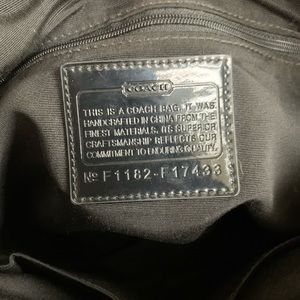 COACH
THIS IS A COACH BAG. IT WAS
HANDCRAFTED IN CHINA FROM THE
FINEST MATERIALS. ITS SUPERIOR
CRAFTSMANSHIP REFLECTS OUR
COMMITMENT TO ENDURING QUALITY.
No F1182-F17433